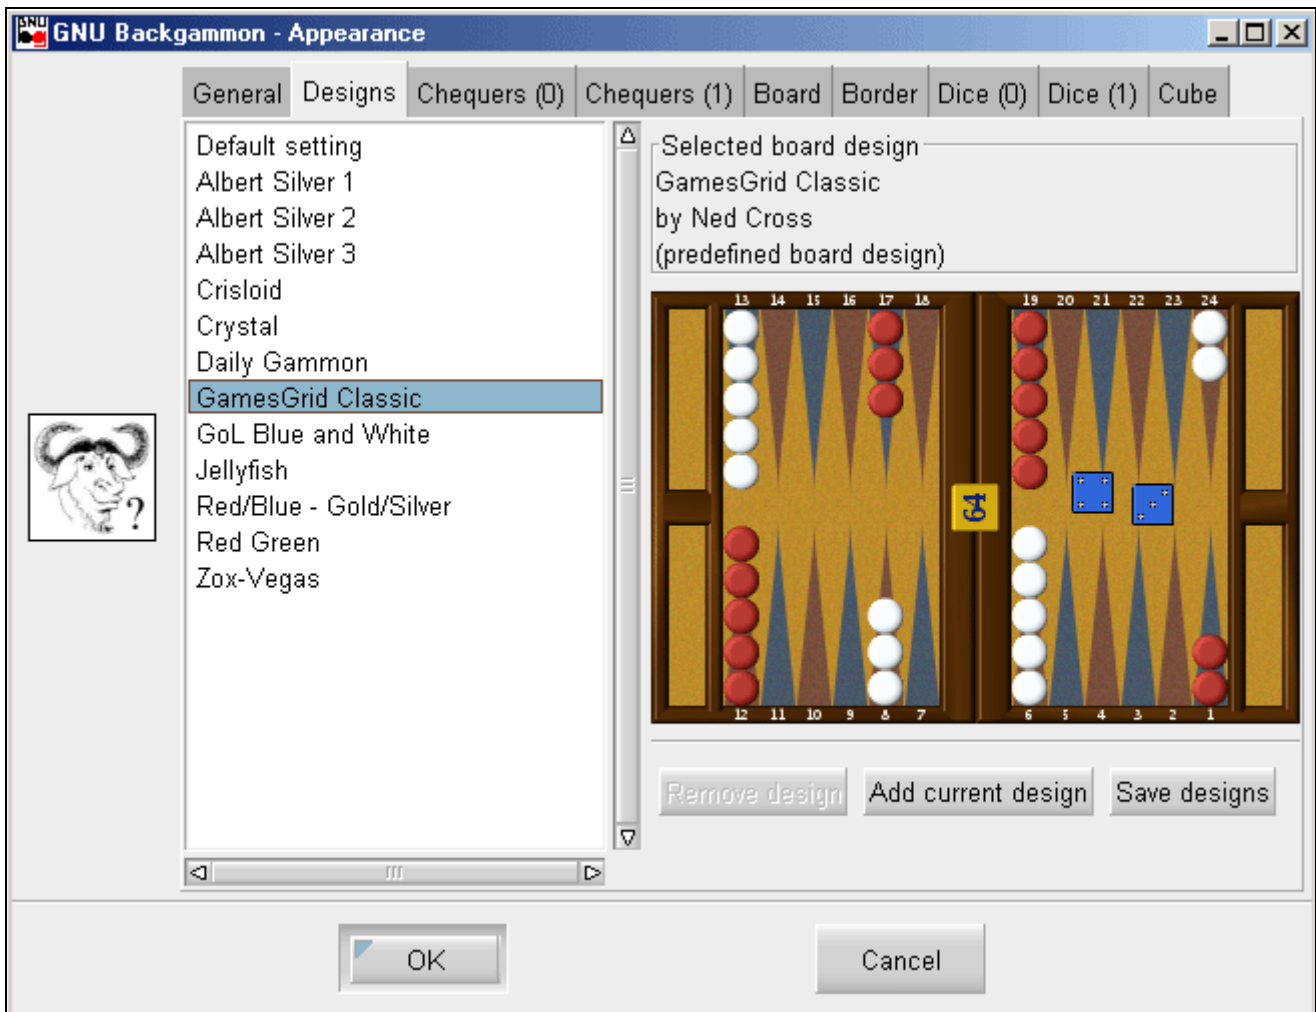 GNU Backgammon - Appearance
General Designs Chequers (0) Chequers (1) Board Border Dice (0) Dice (1) Cube
Default setting
Albert Silver 1
Albert Silver 2
Albert Silver 3
Crisloid
Crystal
Daily Gammon
GamesGrid Classic
GoL Blue and White
Jellyfish
Red/Blue - Gold/Silver
Red Green
Zox-Vegas
Selected board design
GamesGrid Classic
by Ned Cross
(predefined board design)
13 14 15 16 17 18 19 20 21 22 23 24
64
12 11 10 9 8 7 6 5 4 3 2 1
Remove design Add current design Save designs
?
OK Cancel